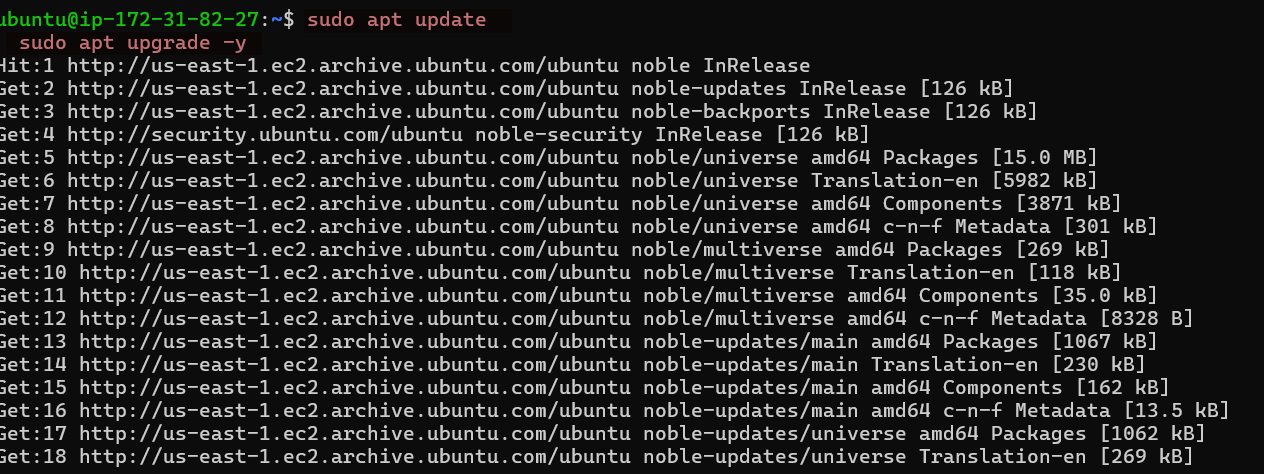 ubuntu@ip-172-31-82-27:~$ sudo apt update
sudo apt upgrade -y
Hit:1 http://us-east-1.ec2.archive.ubuntu.com/ubuntu noble InRelease
Get:2 http://us-east-1.ec2.archive.ubuntu.com/ubuntu noble-updates InRelease [126 kB]
Get:3 http://us-east-1.ec2.archive.ubuntu.com/ubuntu noble-backports InRelease [126 kB]
Get:4 http://security.ubuntu.com/ubuntu noble-security InRelease [126 kB]
Get:5 http://us-east-1.ec2.archive.ubuntu.com/ubuntu noble/universe amd64 Packages [15.0 MB]
Get:6 http://us-east-1.ec2.archive.ubuntu.com/ubuntu noble/universe Translation-en [5982 kB]
Get:7 http://us-east-1.ec2.archive.ubuntu.com/ubuntu noble/universe amd64 Components [3871 kB]
Get:8 http://us-east-1.ec2.archive.ubuntu.com/ubuntu noble/universe amd64 c-n-f Metadata [301 kB]
Get:9 http://us-east-1.ec2.archive.ubuntu.com/ubuntu noble/multiverse amd64 Packages [269 kB]
Get:10 http://us-east-1.ec2.archive.ubuntu.com/ubuntu noble/multiverse Translation-en [118 kB]
Get:11 http://us-east-1.ec2.archive.ubuntu.com/ubuntu noble/multiverse amd64 Components [35.0 kB]
Get:12 http://us-east-1.ec2.archive.ubuntu.com/ubuntu noble/multiverse amd64 c-n-f Metadata [8328 B]
Get:13 http://us-east-1.ec2.archive.ubuntu.com/ubuntu noble-updates/main amd64 Packages [1067 kB]
Get:14 http://us-east-1.ec2.archive.ubuntu.com/ubuntu noble-updates/main Translation-en [230 kB]
Get:15 http://us-east-1.ec2.archive.ubuntu.com/ubuntu noble-updates/main amd64 Components [162 kB]
Get:16 http://us-east-1.ec2.archive.ubuntu.com/ubuntu noble-updates/main amd64 c-n-f Metadata [13.5 kB]
Get:17 http://us-east-1.ec2.archive.ubuntu.com/ubuntu noble-updates/universe amd64 Packages [1062 kB]
Get:18 http://us-east-1.ec2.archive.ubuntu.com/ubuntu noble-updates/universe Translation-en [269 kB]